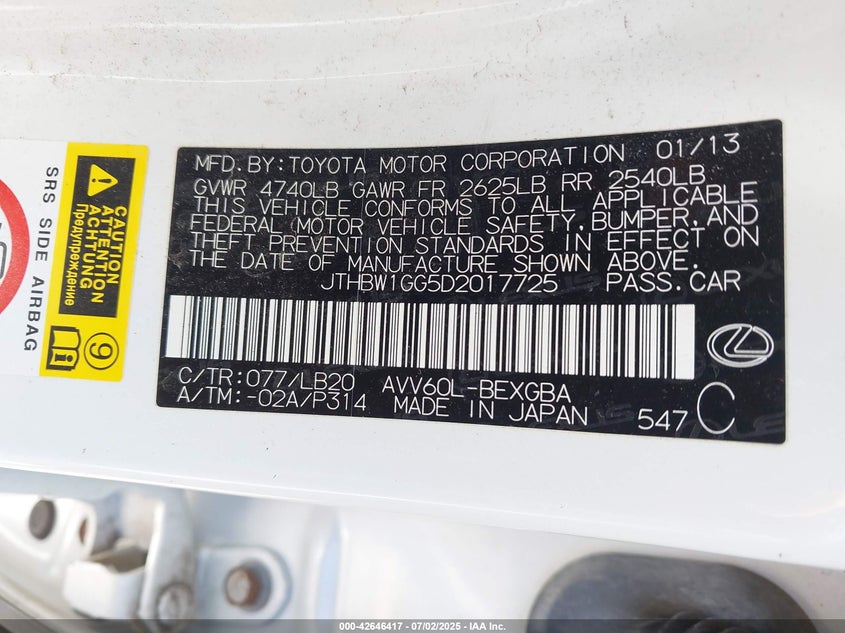 SRS SIDE AIRBAG
CAUTION
ATTENTION
ACHTUNG
Предупреждение
9
MFD. BY: TOYOTA MOTOR CORPORATION 01/13
GVWR 4740LB GAWR FR 2625LB RR 2540LB
THIS VEHICLE CONFORMS TO ALL APPLICABLE
FEDERAL MOTOR VEHICLE SAFETY, BUMPER, AND
THEFT PREVENTION STANDARDS IN EFFECT ON
THE DATE OF MANUFACTURE SHOWN ABOVE.
JTHBW1GG5D2017725 PASS. CAR
C/TR: 077/LB20 AVV60L-BEXGBA
A/TM: -02A/P314 MADE IN JAPAN 547 C
000-42646417 - 07/02/2025 - IAA Inc.